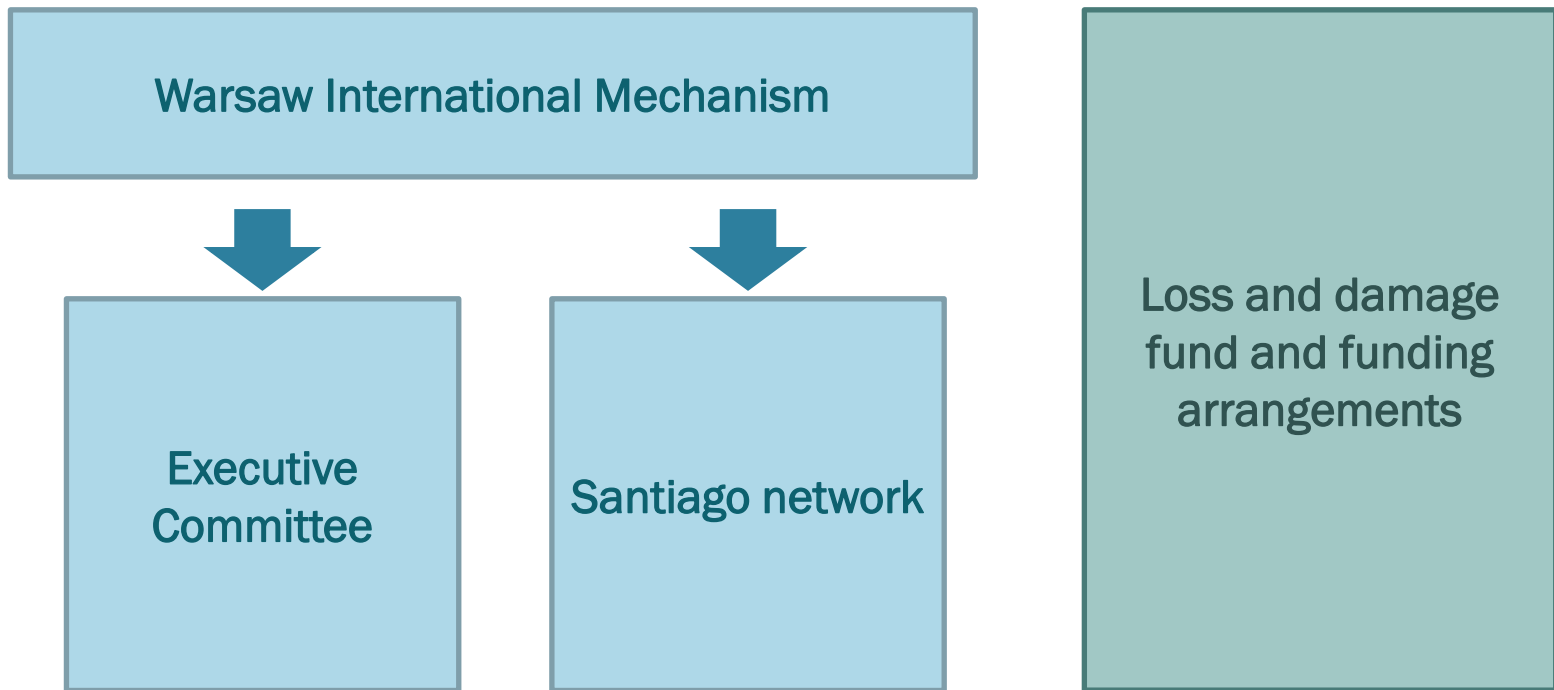 Warsaw International Mechanism
Executive
Committee
Santiago network
Loss and damage
fund and funding
arrangements